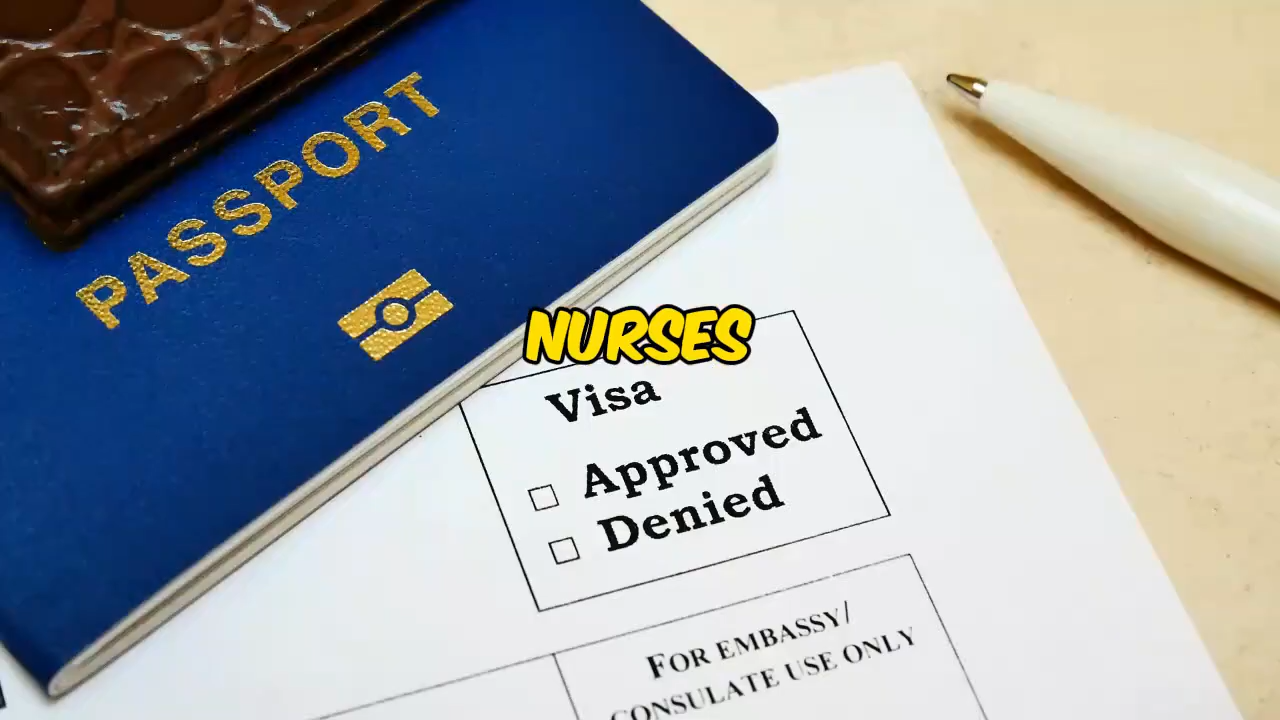 PASSPORT
NURSES
Visa
Approved
Denied
FOR EMBASSY/
CONSULATE USE ONLY